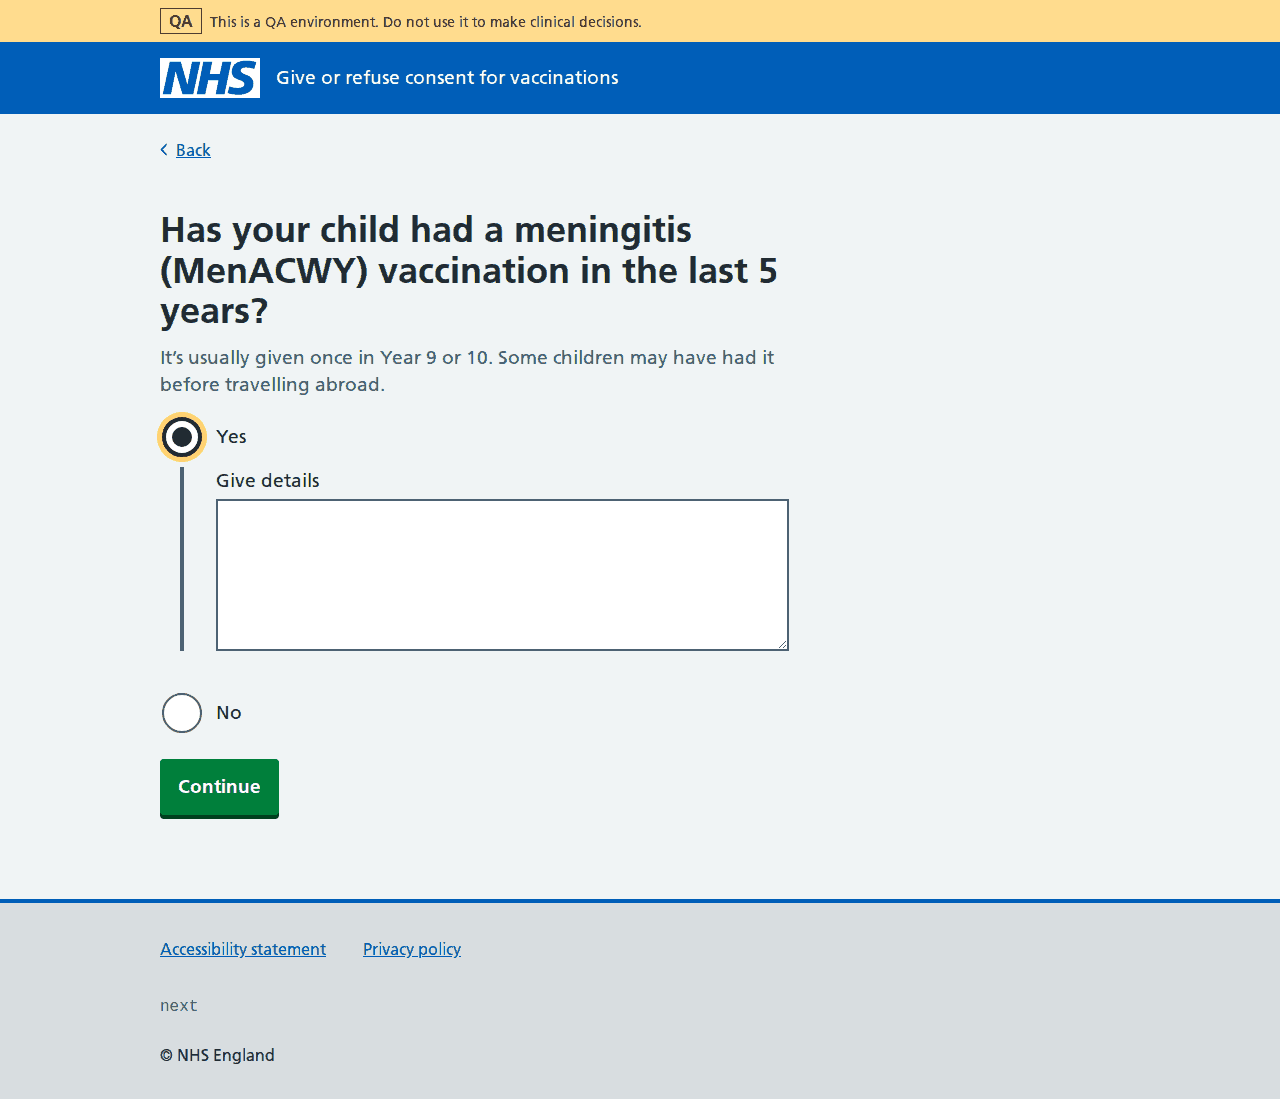 QA This is a QA environment. Do not use it to make clinical decisions.
NHS Give or refuse consent for vaccinations
Back
Has your child had a meningitis
(MenACWY) vaccination in the last 5
years?
It’s usually given once in Year 9 or 10. Some children may have had it
before travelling abroad.
Yes
Give details
No
Continue
Accessibility statement Privacy policy
next
© NHS England